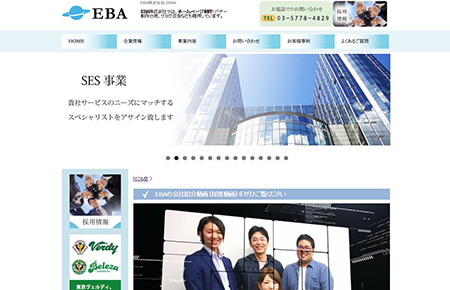 EBA
EBA株式会社 |EBA
EBA株式会社では、ホームページ制作、バナー
制作の他、ブログ広告なども提供しています。
お電話でのお問い合わせ
TEL 03-5778-4829
採用
情報
HOME
企業情報
事業内容
お問い合わせ
お客様事例
よくあるご質問
SES 事業
貴社サービスのニーズにマッチする
スペシャリストをアサイン致します
HOME
EBAの会社紹介動画(採用動画)をぜひご覧ください
採用情報
Verdy
Beleza
東京ヴェルディ、